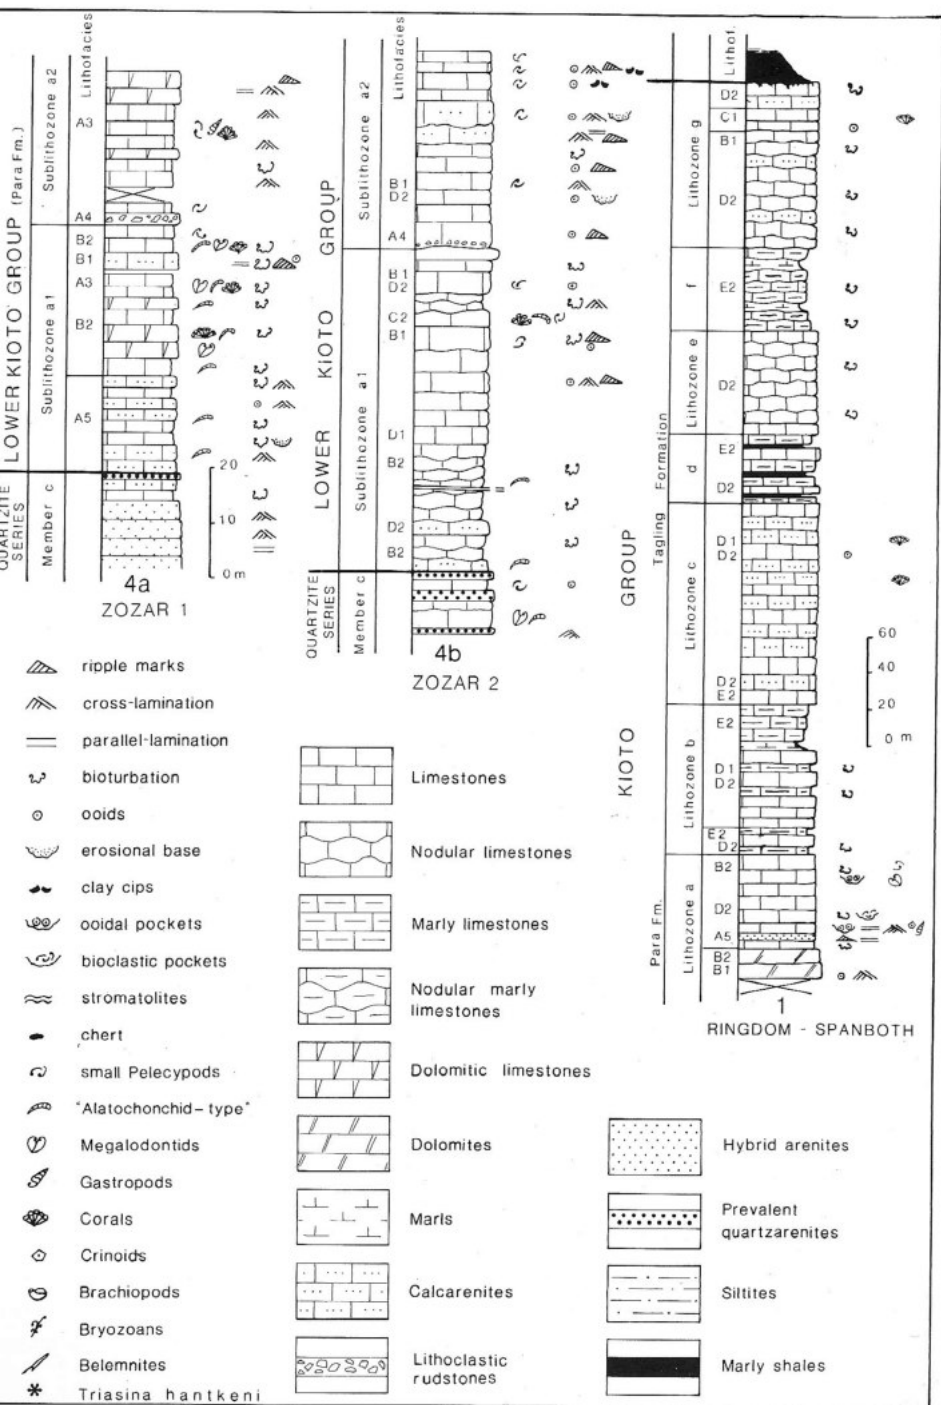 LOWER KIOTO GROUP (Para Fm.)
QUARTZITE
SERIES
Sublithozone a2
Sublithozone a1
Member c
Lithofacies
A3
A4
B2
B1
A3
B2
A5
20
10
0 m
4a
ZOZAR 1
LOWER KIOTO GROUP
QUARTZITE
SERIES
Sublithozone a2
Sublithozone a1
Member c
Lithofacies
B1
D2
A4
B1
D2
C2
B1
D1
B2
D2
B2
4b
ZOZAR 2
KIOTO GROUP
Para Fm.
Tagling Formation
Lithozone g
f
Lithozone e
d
Lithozone c
Lithozone b
Lithozone a
Lithof.
D2
C1
B1
D2
E2
D2
E2
D2
D1
D2
D2
E2
E2
D1
D2
E2
D2
B2
D2
A5
B2
B1
60
40
20
0 m
1
RINGDOM - SPANBOTH
ripple marks
cross-lamination
parallel-lamination
bioturbation
ooids
erosional base
clay cips
ooidal pockets
bioclastic pockets
stromatolites
chert
small Pelecypods
"Alatochonchid-type"
Megalodontids
Gastropods
Corals
Crinoids
Brachiopods
Bryozoans
Belemnites
Triasina hantkeni
Limestones
Nodular limestones
Marly limestones
Nodular marly
limestones
Dolomitic limestones
Dolomites
Marls
Calcarenites
Lithoclastic
rudstones
Hybrid arenites
Prevalent
quartzarenites
Siltites
Marly shales